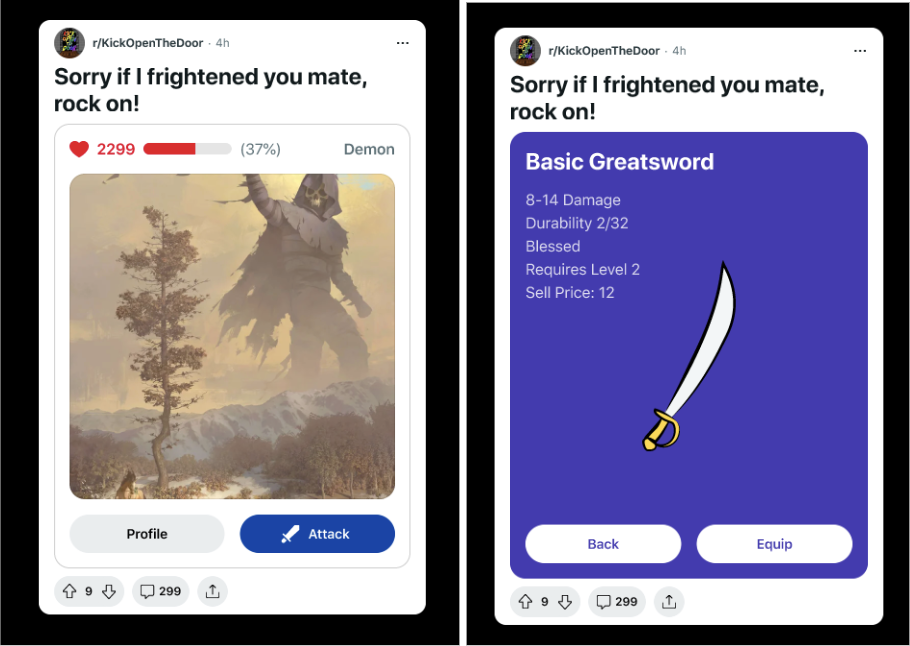 r/KickOpenTheDoor · 4h
Sorry if I frightened you mate,
rock on!
2299 (37%) Demon
Profile
Attack
9
299
r/KickOpenTheDoor · 4h
Sorry if I frightened you mate,
rock on!
Basic Greatsword
8-14 Damage
Durability 2/32
Blessed
Requires Level 2
Sell Price: 12
Back
Equip
9
299